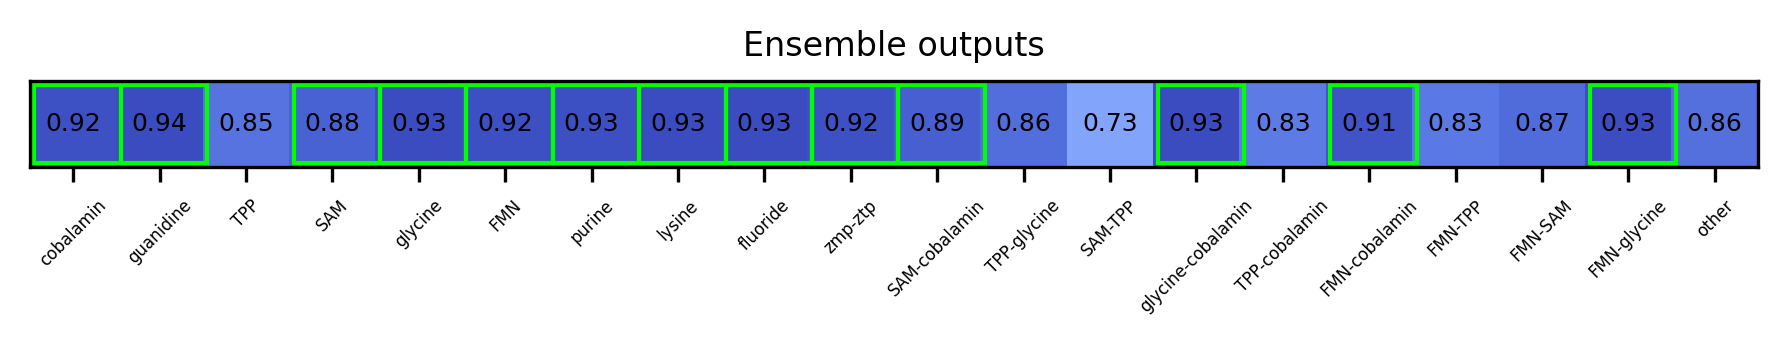 Ensemble outputs
0.92 0.94 0.85 0.88 0.93 0.92 0.93 0.93 0.93 0.92 0.89 0.86 0.73 0.93 0.83 0.91 0.83 0.87 0.93 0.86
cobalamin guanidine TPP SAM glycine FMN purine lysine fluoride zmp-ztp SAM-cobalamin TPP-glycine SAM-TPP glycine-cobalamin TPP-cobalamin FMN-cobalamin FMN-TPP FMN-SAM FMN-glycine other